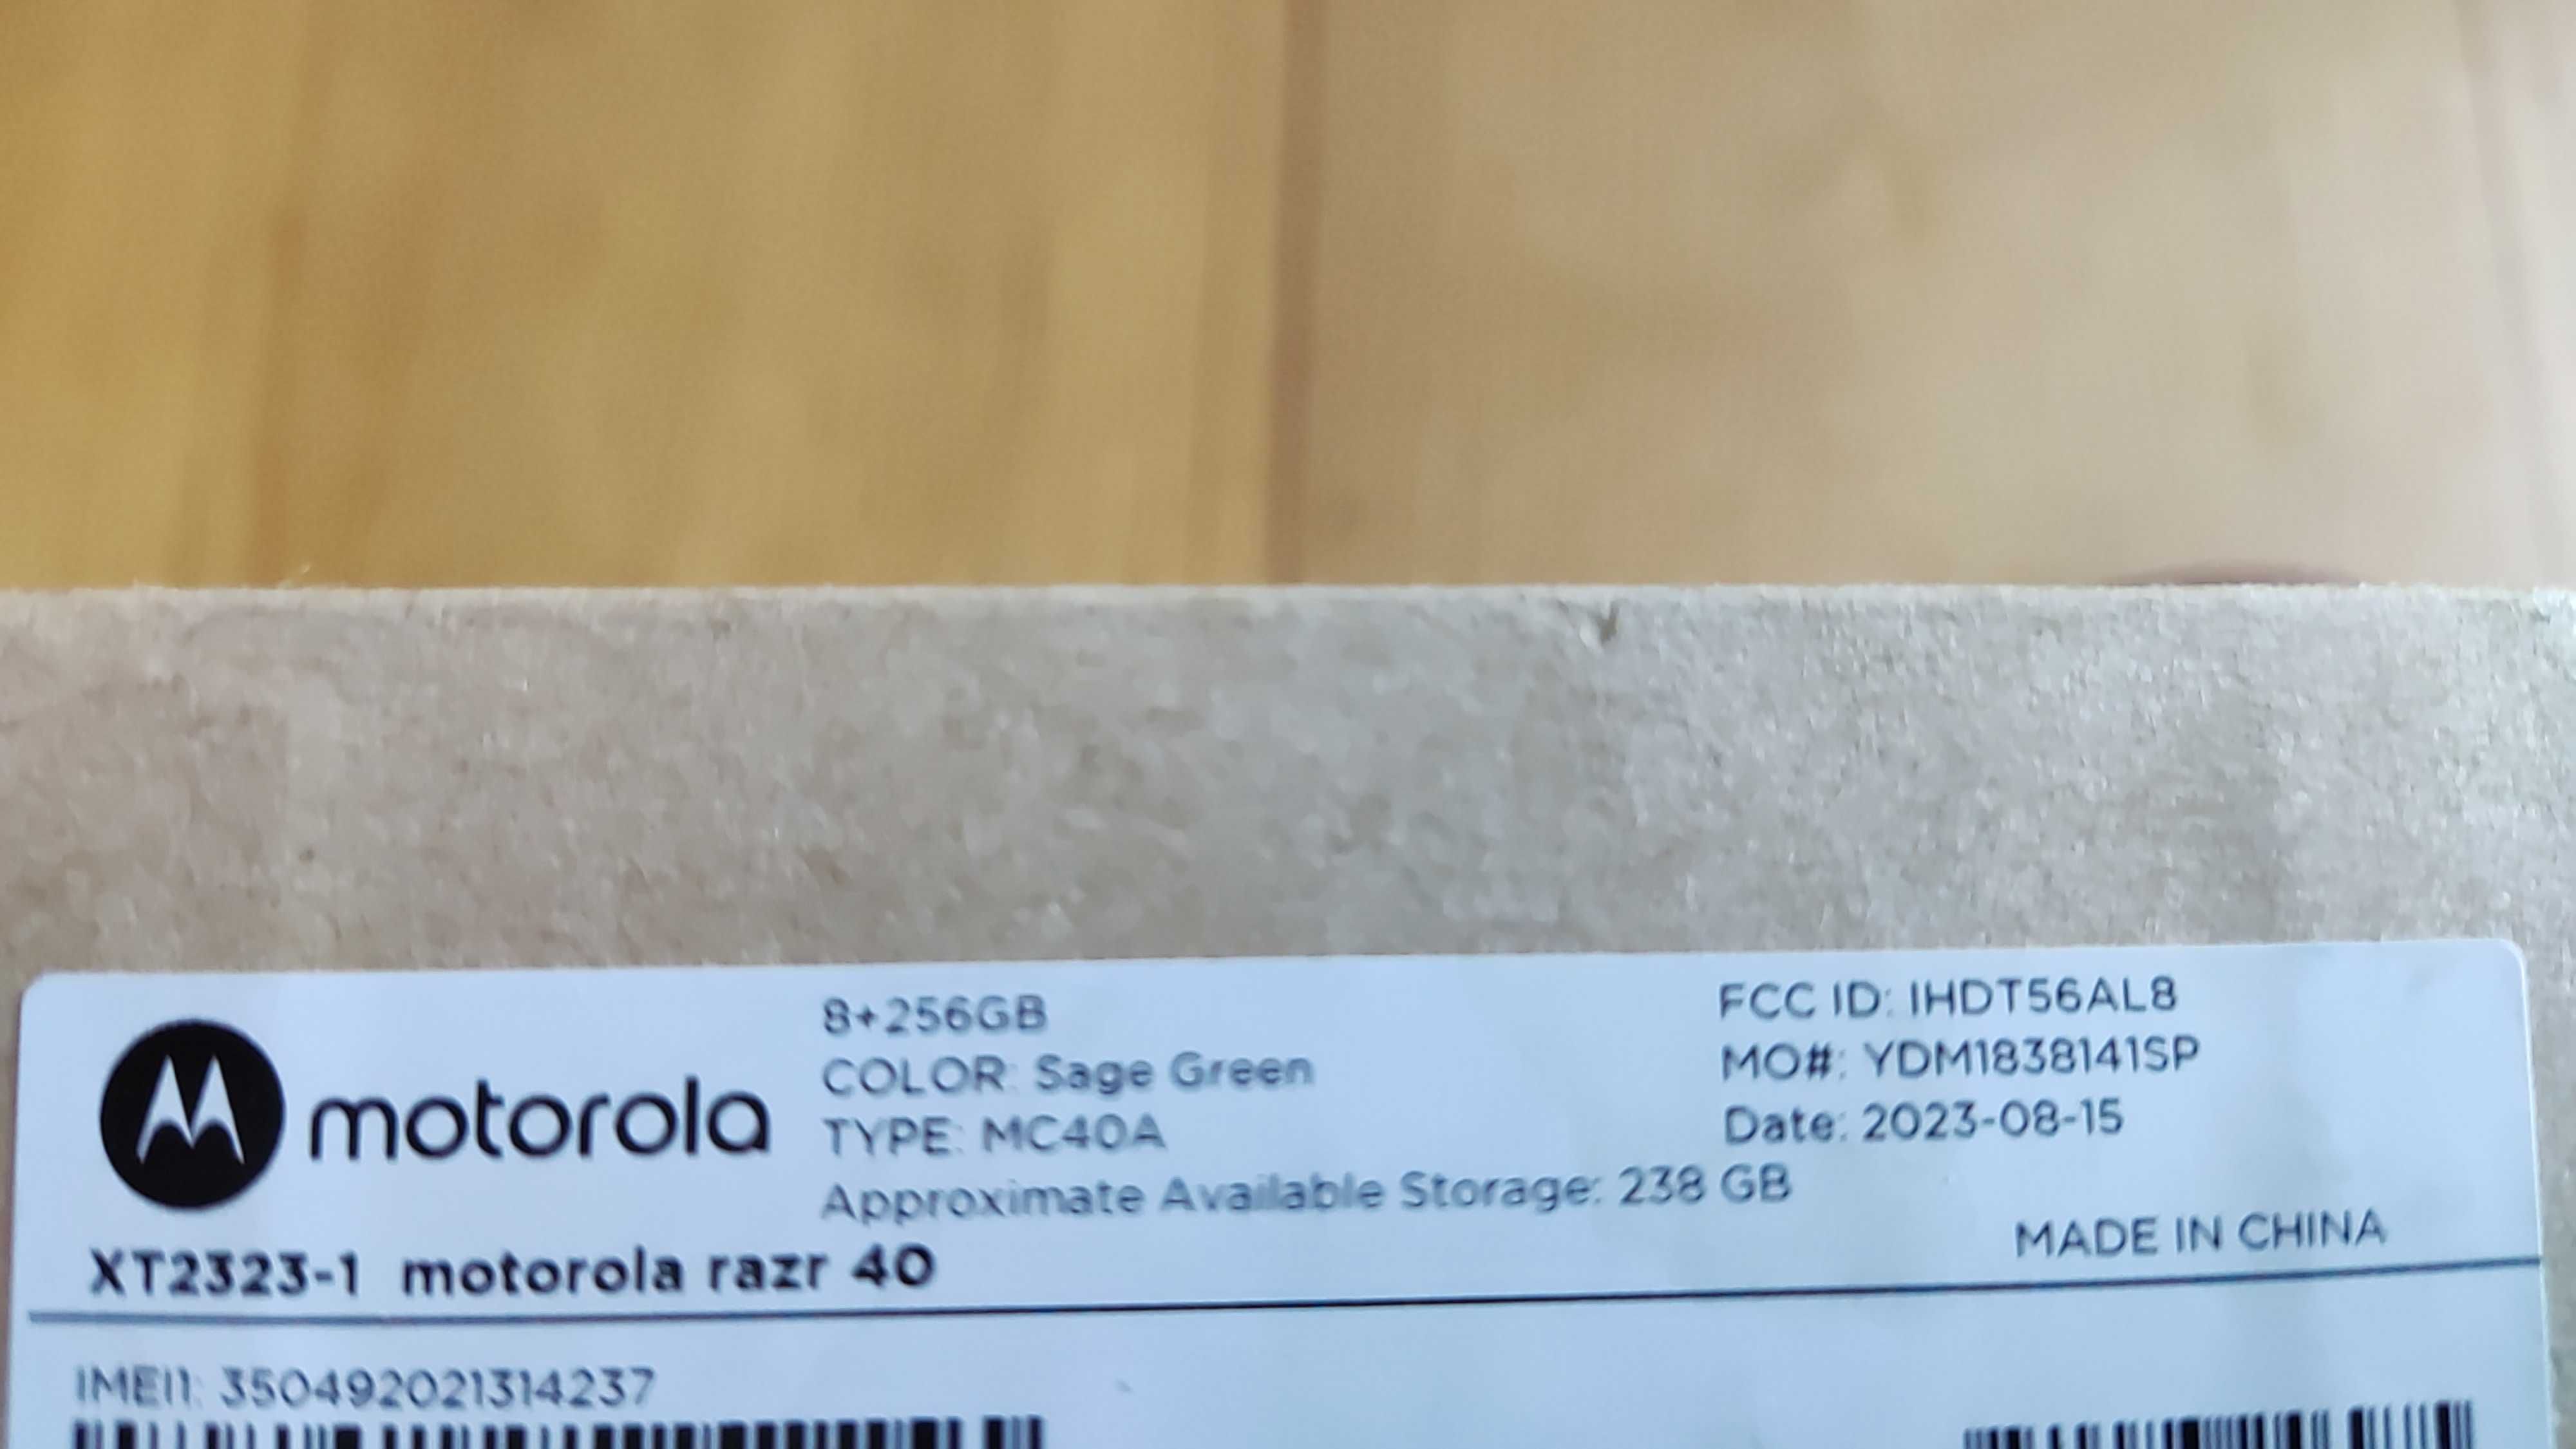 motorola
8+256GB
COLOR: Sage Green
TYPE: MC40A
Approximate Available Storage: 238 GB
FCC ID: IHDT56AL8
MO#: YDM1838141SP
Date: 2023-08-15
MADE IN CHINA
XT2323-1 motorola razr 40
IMEI1: 350492021314237